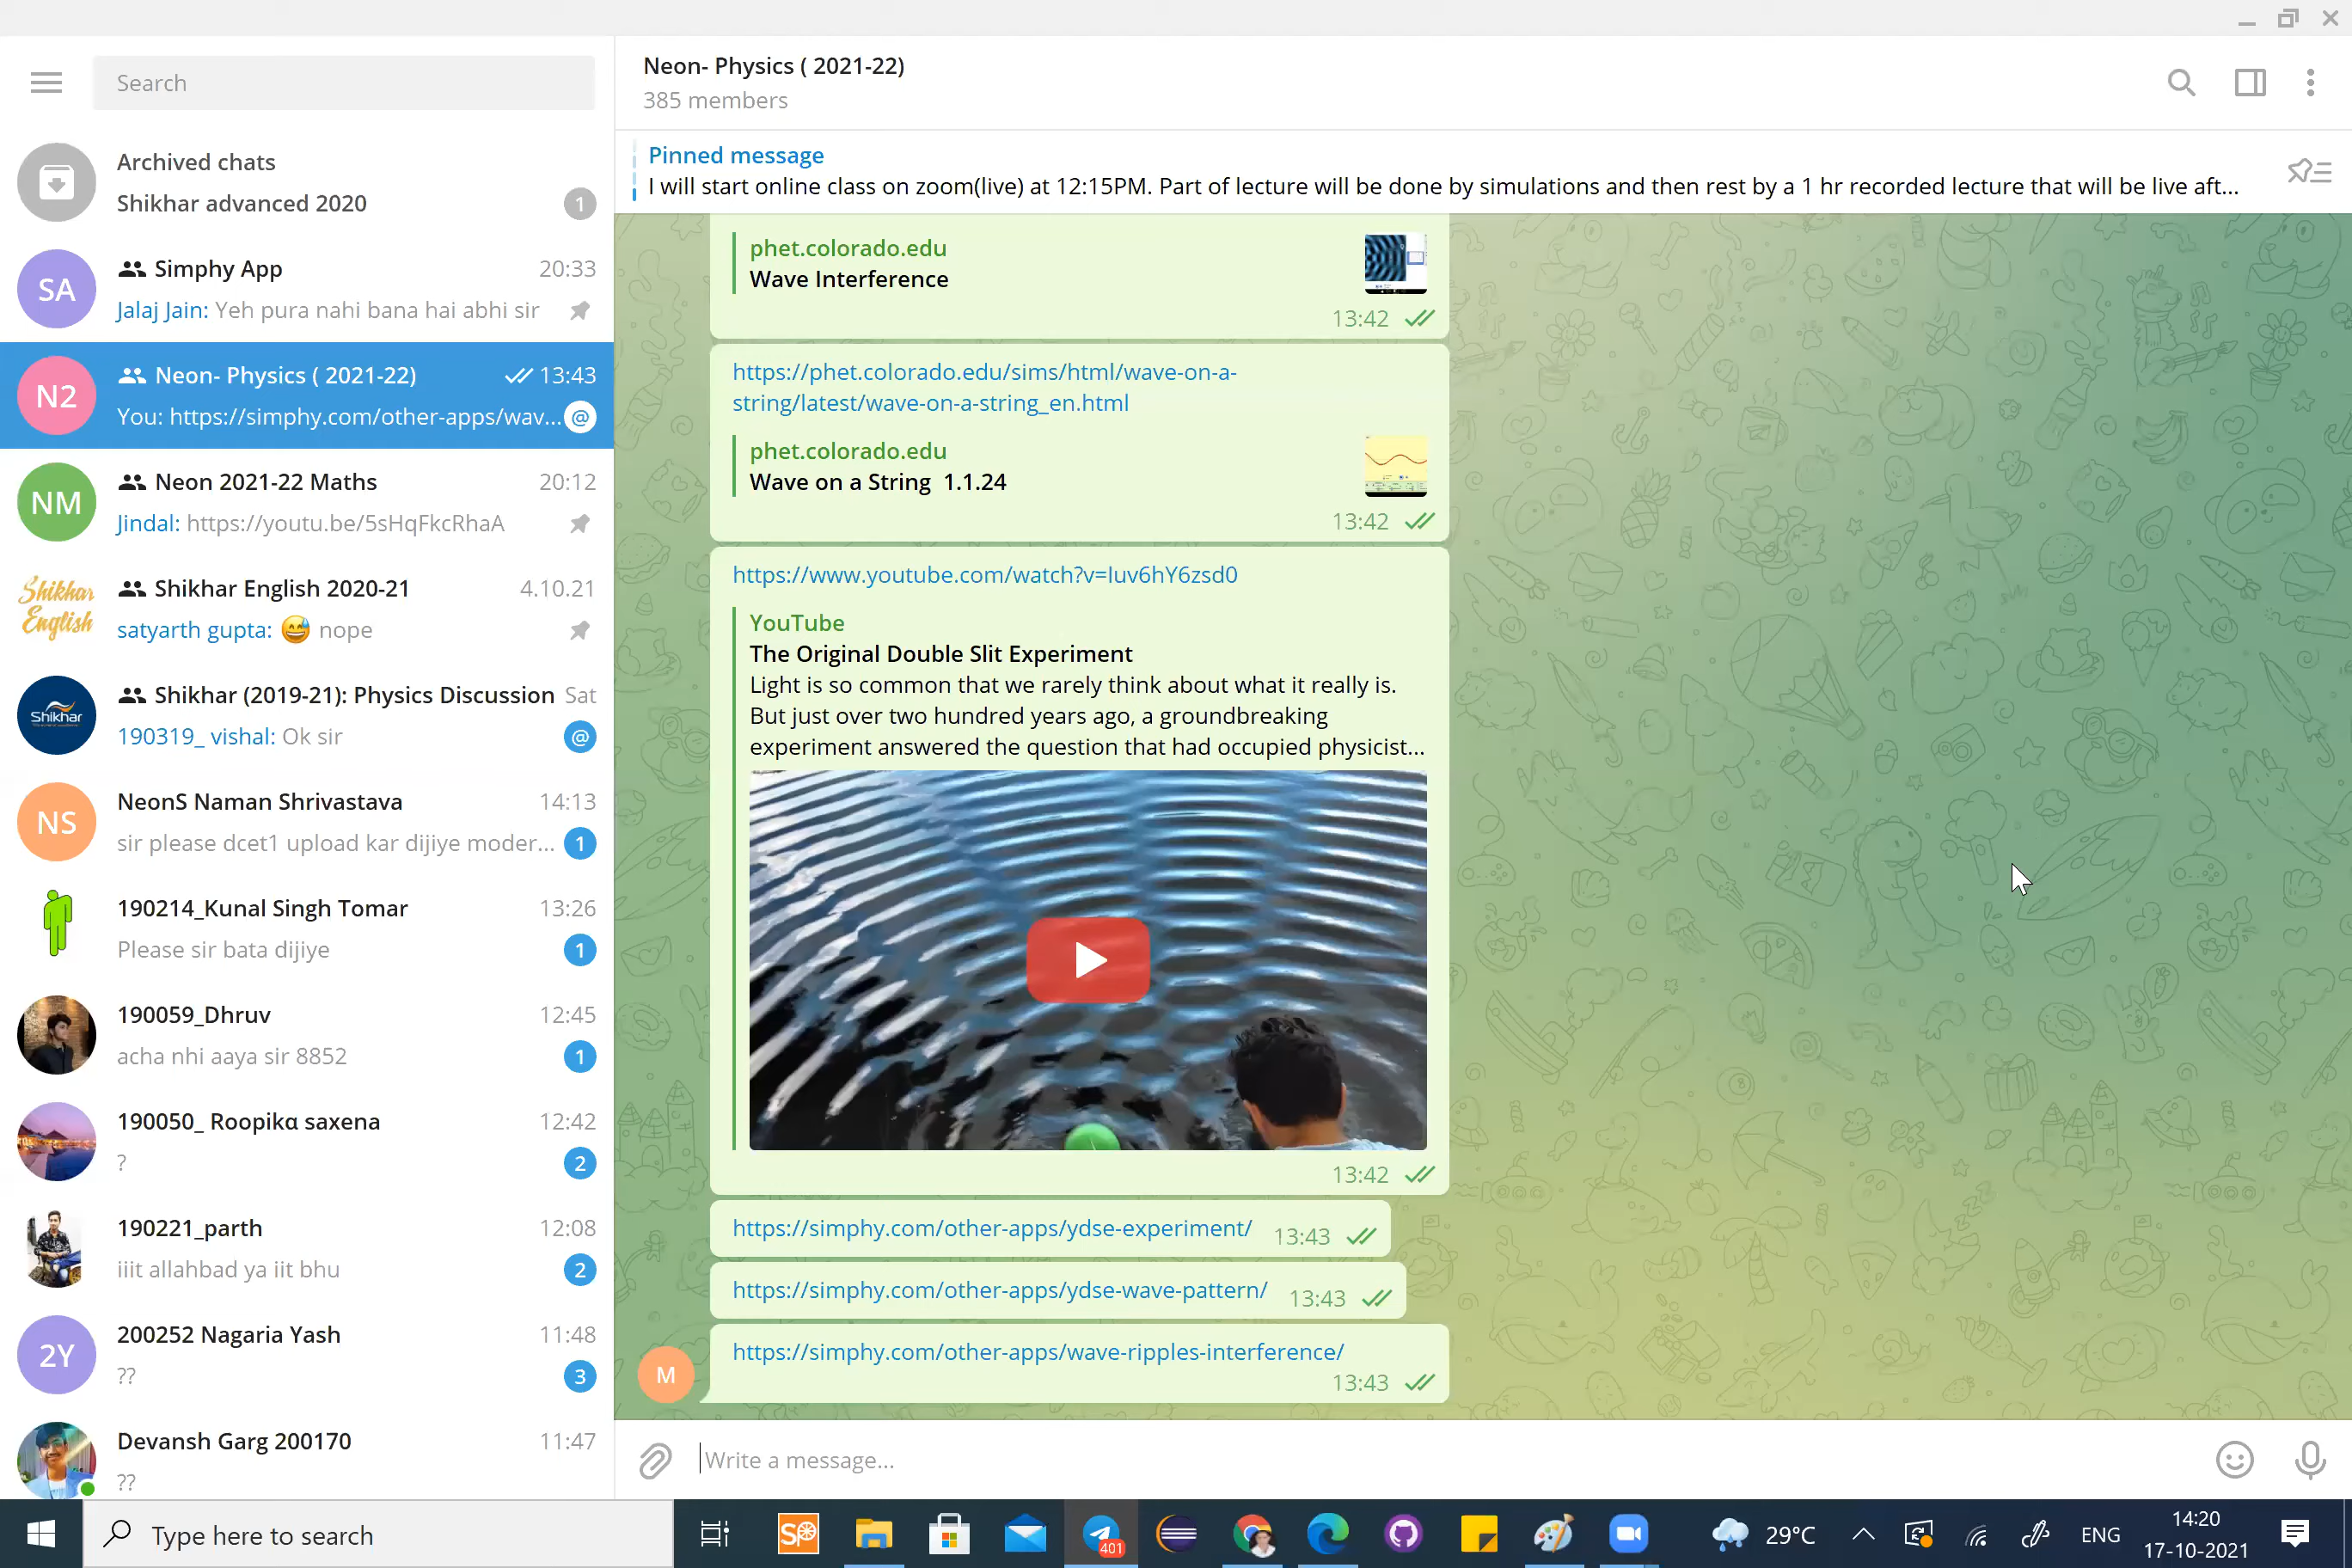 Search
Archived chats
Shikhar advanced 2020
1
SA
Simphy App
20:33
Jalaj Jain: Yeh pura nahi bana hai abhi sir
N2
Neon- Physics ( 2021-22)
13:43
You: https://simphy.com/other-apps/wav...
@
NM
Neon 2021-22 Maths
20:12
Jindal: https://youtu.be/5sHqFkcRhaA
Shikhar
English
Shikhar English 2020-21
4.10.21
satyarth gupta: 😅 nope
Shikhar
Shikhar (2019-21): Physics Discussion
Sat
190319_ vishal: Ok sir
@
NS
NeonS Naman Shrivastava
14:13
sir please dcet1 upload kar dijiye moder...
1
190214_Kunal Singh Tomar
13:26
Please sir bata dijiye
1
190059_Dhruv
12:45
acha nhi aaya sir 8852
1
190050_ Roopikα saxena
12:42
?
2
190221_parth
12:08
iiit allahbad ya iit bhu
2
2Y
200252 Nagaria Yash
11:48
??
3
Devansh Garg 200170
11:47
??
Neon- Physics ( 2021-22)
385 members
Pinned message
I will start online class on zoom(live) at 12:15PM. Part of lecture will be done by simulations and then rest by a 1 hr recorded lecture that will be live aft...
phet.colorado.edu
Wave Interference
13:42
https://phet.colorado.edu/sims/html/wave-on-a-
string/latest/wave-on-a-string_en.html
phet.colorado.edu
Wave on a String 1.1.24
13:42
https://www.youtube.com/watch?v=Iuv6hY6zsd0
YouTube
The Original Double Slit Experiment
Light is so common that we rarely think about what it really is.
But just over two hundred years ago, a groundbreaking
experiment answered the question that had occupied physicist...
13:42
https://simphy.com/other-apps/ydse-experiment/
13:43
https://simphy.com/other-apps/ydse-wave-pattern/
13:43
M
https://simphy.com/other-apps/wave-ripples-interference/
13:43
Write a message...
Type here to search
SP
401
29°C
ENG
14:20
17-10-2021